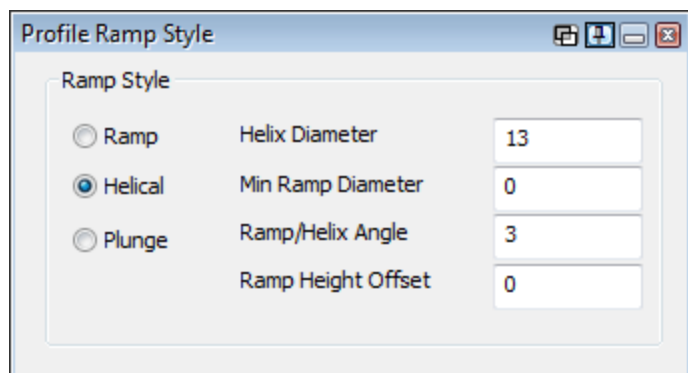 Profile Ramp Style
Ramp Style
Ramp Helix Diameter 13
Helical Min Ramp Diameter 0
Plunge Ramp/Helix Angle 3
Ramp Height Offset 0